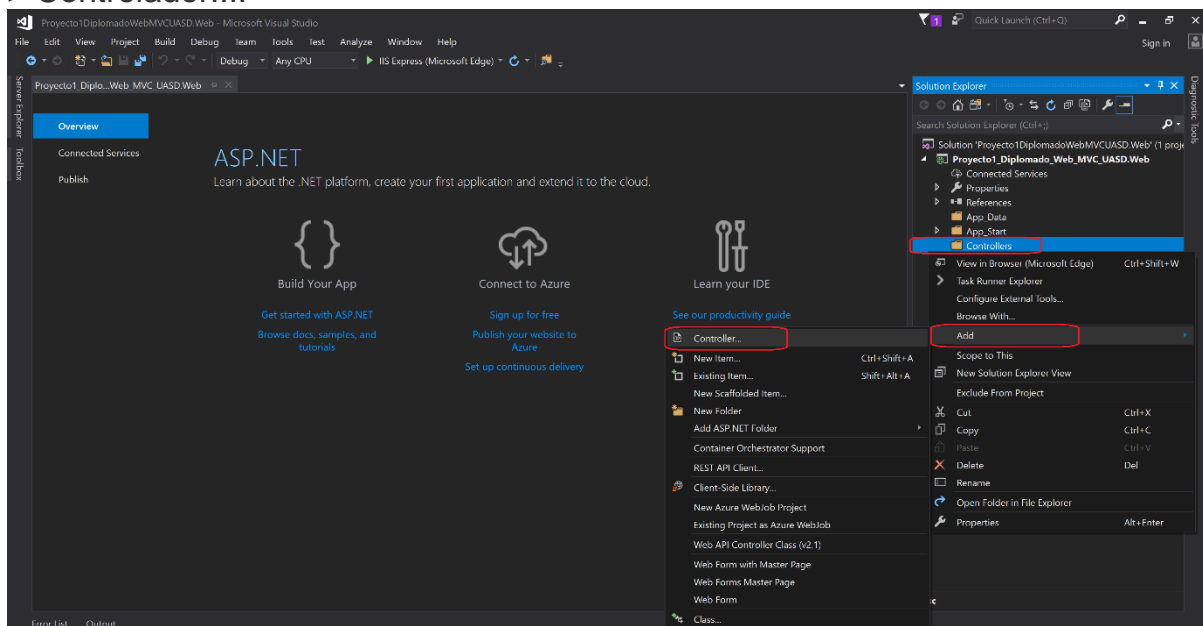 > Controlador....
Proyecto1DiplomadoWebMVCUASD.Web - Microsoft Visual Studio
1
Quick Launch (Ctrl+Q)
File Edit View Project Build Debug Team Tools Test Analyze Window Help
Sign in
Debug Any CPU IIS Express (Microsoft Edge)
Server Explorer
Toolbox
Proyecto1_Diplo...Web_MVC_UASD.Web
Overview
Connected Services
Publish
ASP.NET
Learn about the .NET platform, create your first application and extend it to the cloud.
Build Your App
Get started with ASP.NET
Browse docs, samples, and
tutorials
Connect to Azure
Sign up for free
Publish your website to
Azure
Set up continuous delivery
Learn your IDE
See our productivity guide
Solution Explorer
Diagnostic Tools
Search Solution Explorer (Ctrl+;)
Solution 'Proyecto1DiplomadoWebMVCUASD.Web' (1 proje
Proyecto1_Diplomado_Web_MVC_UASD.Web
Connected Services
Properties
References
App_Data
App_Start
Controllers
View in Browser (Microsoft Edge) Ctrl+Shift+W
Task Runner Explorer
Configure External Tools...
Browse With...
Add
Scope to This
New Solution Explorer View
Exclude From Project
Cut Ctrl+X
Copy Ctrl+C
Paste Ctrl+V
Delete Del
Rename
Open Folder in File Explorer
Properties Alt+Enter
Controller...
New Item... Ctrl+Shift+A
Existing Item... Shift+Alt+A
New Scaffolded Item...
New Folder
Add ASP.NET Folder
Container Orchestrator Support
REST API Client...
Client-Side Library...
New Azure WebJob Project
Existing Project as Azure WebJob
Web API Controller Class (v2.1)
Web Form with Master Page
Web Forms Master Page
Web Form
Class...
Error List Output